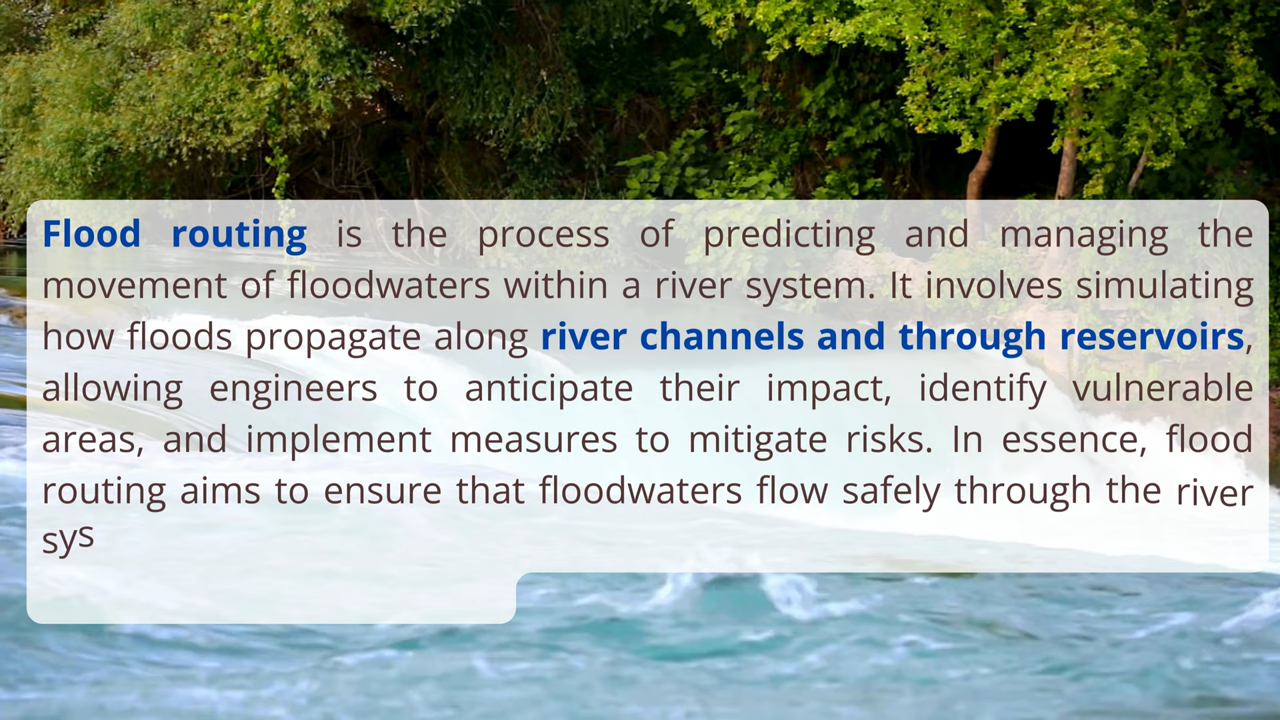 Flood routing is the process of predicting and managing the
movement of floodwaters within a river system. It involves simulating
how floods propagate along river channels and through reservoirs,
allowing engineers to anticipate their impact, identify vulnerable
areas, and implement measures to mitigate risks. In essence, flood
routing aims to ensure that floodwaters flow safely through the river
sys